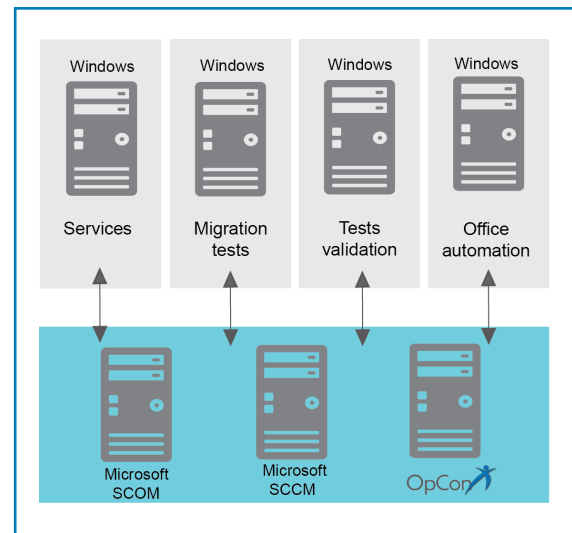 Windows
Windows
Windows
Windows
Services
Migration
tests
Tests
validation
Office
automation
Microsoft
SCOM
Microsoft
SCCM
OpCon